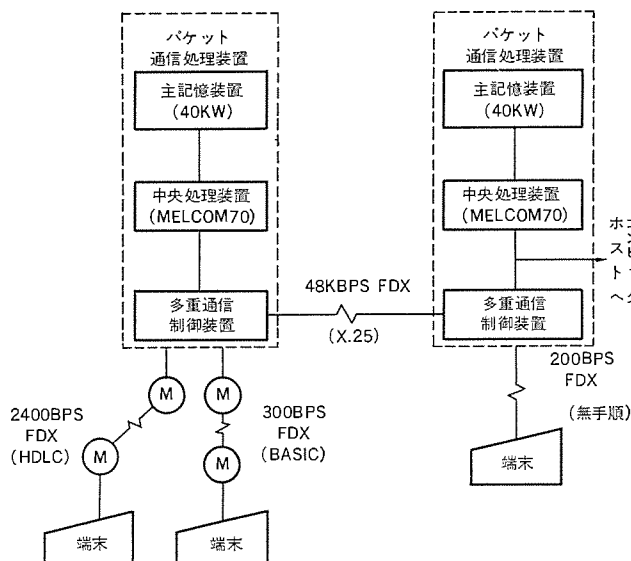 パケット
通信処理装置
主記憶装置
(40KW)
中央処理装置
(MELCOM70)
多重通信
制御装置
48KBPS FDX
(X.25)
パケット
通信処理装置
主記憶装置
(40KW)
中央処理装置
(MELCOM70)
多重通信
制御装置
ホスト
M
M
2400BPS
FDX
(HDLC)
端末
M
M
300BPS
FDX
(BASIC)
端末
200BPS
FDX
(無手順)
端末